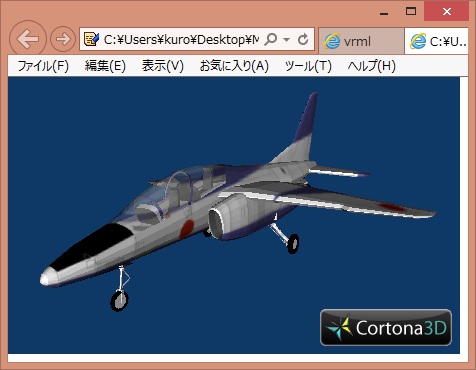 C:¥Users¥kuro¥Desktop¥M
vrml
C:¥U...
ファイル(F) 編集(E) 表示(V) お気に入り(A) ツール(T) ヘルプ(H)
Cortona3D